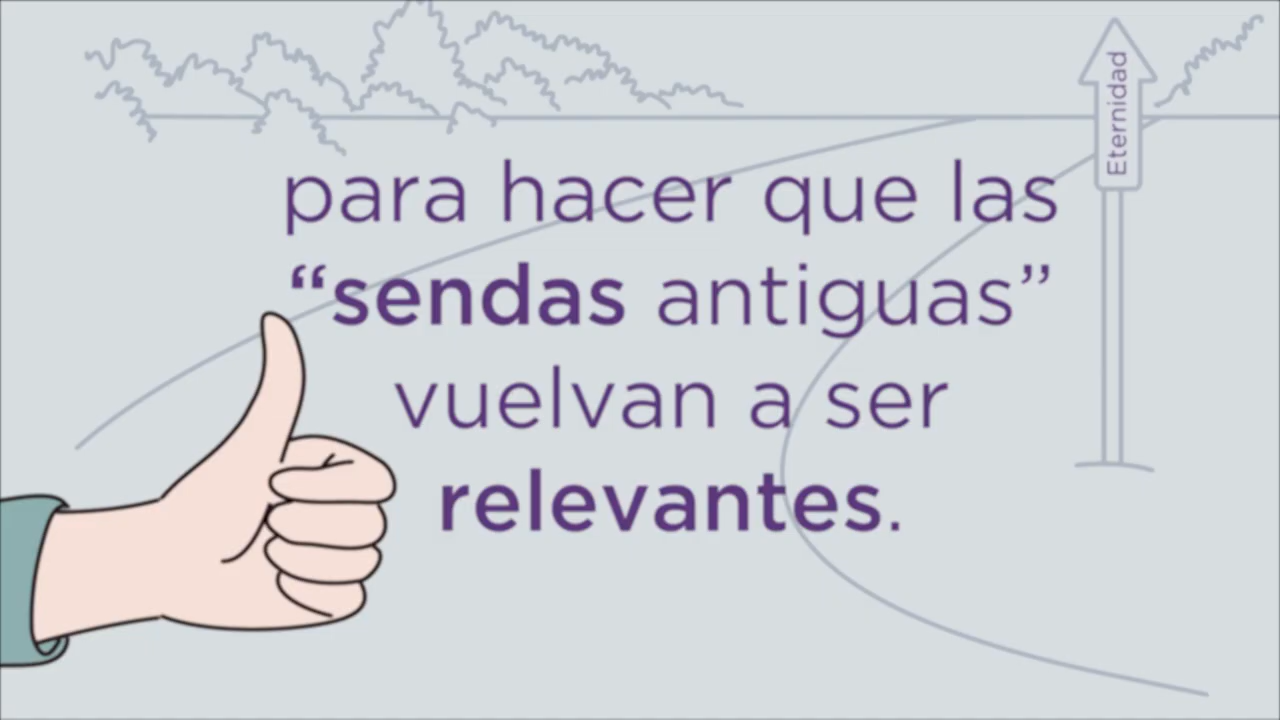 Eternidad
para hacer que las
“sendas antiguas”
vuelvan a ser
relevantes.